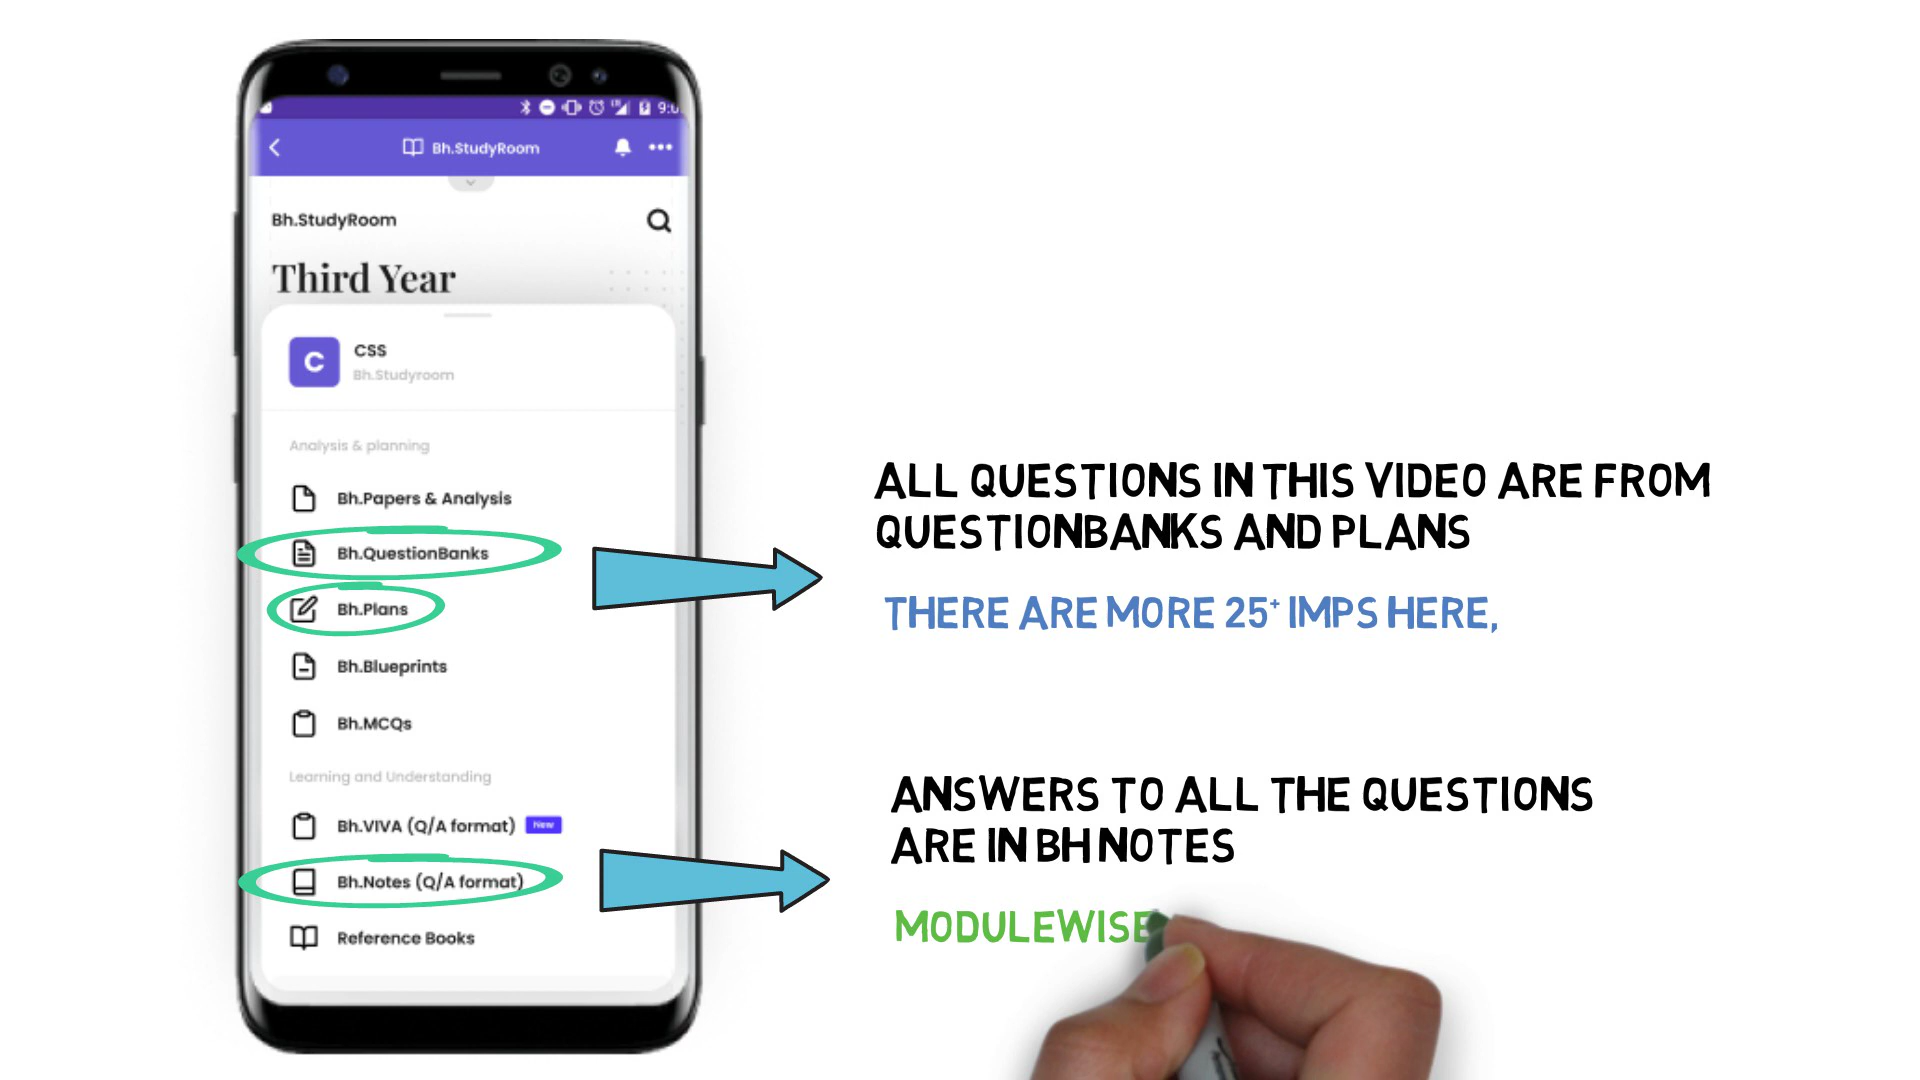 9:0
Bh.StudyRoom
Bh.StudyRoom
Third Year
C
CSS
Bh.Studyroom
Analysis & planning
Bh.Papers & Analysis
Bh.QuestionBanks
Bh.Plans
Bh.Blueprints
Bh.MCQs
Learning and Understanding
Bh.VIVA (Q/A format) New
Bh.Notes (Q/A format)
Reference Books
ALL QUESTIONS IN THIS VIDEO ARE FROM
QUESTIONBANKS AND PLANS
THERE ARE MORE 25+ IMPS HERE,
ANSWERS TO ALL THE QUESTIONS
ARE IN BH NOTES
MODULEWISE